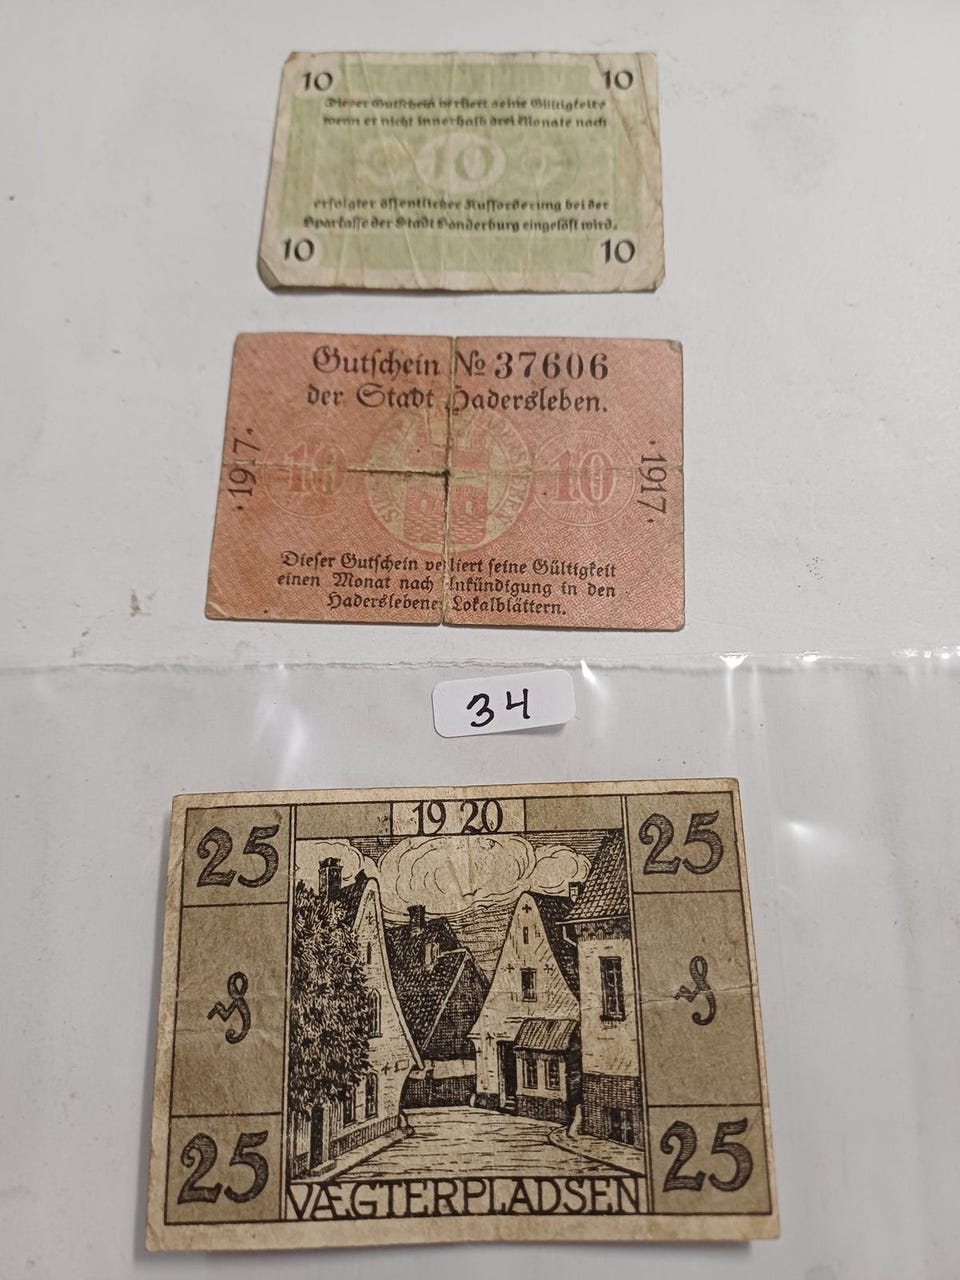 10 10
Dieser Gutschein verliert seine Gültigkeit,
wenn er nicht innerhalb drei Monate nach
10
erfolgter öffentlicher Aufforderung bei der
Sparkasse der Stadt Sonderburg eingelöst wird.
10 10
Gutschein № 37606
der Stadt Hadersleben.
·1917· 10 10 ·1917·
Dieser Gutschein verliert seine Gültigkeit
einen Monat nach Ankündigung in den
Haderslebener Lokalblättern.
34
1920
25 25
₰ ₰
25 25
VÆGTERPLADSEN